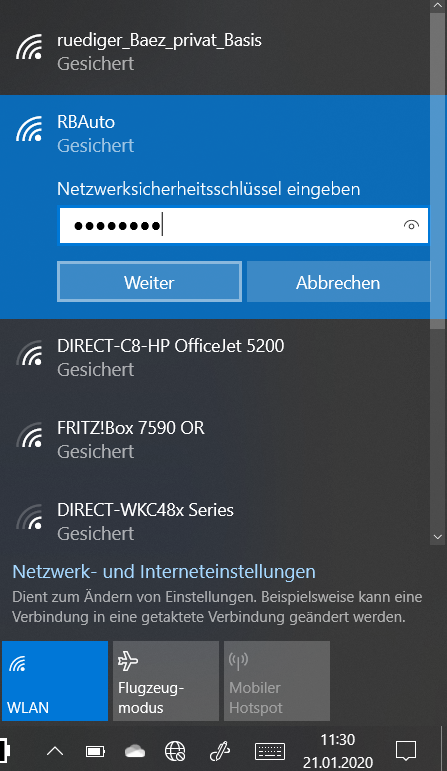 ruediger_Baez_privat_Basis
Gesichert
RBAuto
Gesichert
Netzwerksicherheitsschlüssel eingeben
●●●●●●●●
Weiter
Abbrechen
DIRECT-C8-HP OfficeJet 5200
Gesichert
FRITZ!Box 7590 OR
Gesichert
DIRECT-WKC48x Series
Gesichert
Netzwerk- und Interneteinstellungen
Dient zum Ändern von Einstellungen. Beispielsweise kann eine
Verbindung in eine getaktete Verbindung geändert werden.
WLAN
Flugzeug-
modus
Mobiler
Hotspot
11:30
21.01.2020